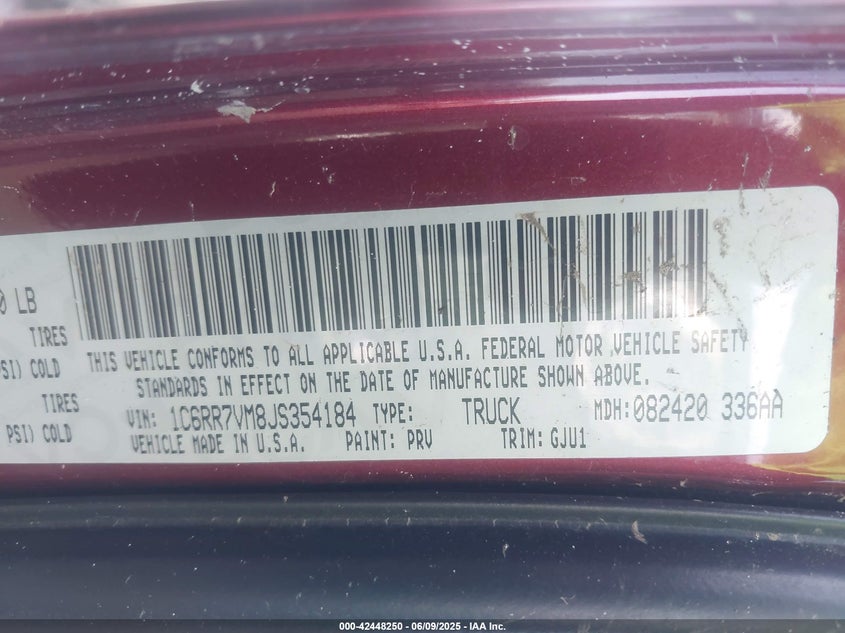 0 LB
TIRES
PSI) COLD
TIRES
PSI) COLD
THIS VEHICLE CONFORMS TO ALL APPLICABLE U.S.A. FEDERAL MOTOR VEHICLE SAFETY
STANDARDS IN EFFECT ON THE DATE OF MANUFACTURE SHOWN ABOVE.
VIN: 1C6RR7VM8JS354184 TYPE: TRUCK MDH:082420 336AA
VEHICLE MADE IN U.S.A. PAINT: PRV TRIM: GJU1
000-42448250 - 06/09/2025 - IAA Inc.